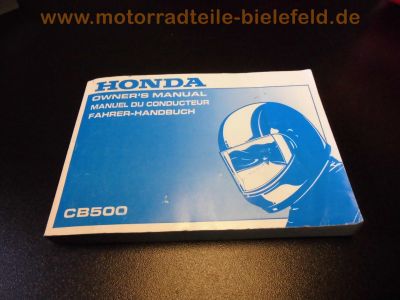 www.motorradteile-bielefeld.de
HONDA
OWNER'S MANUAL
MANUEL DU CONDUCTEUR
FAHRER-HANDBUCH
CB500